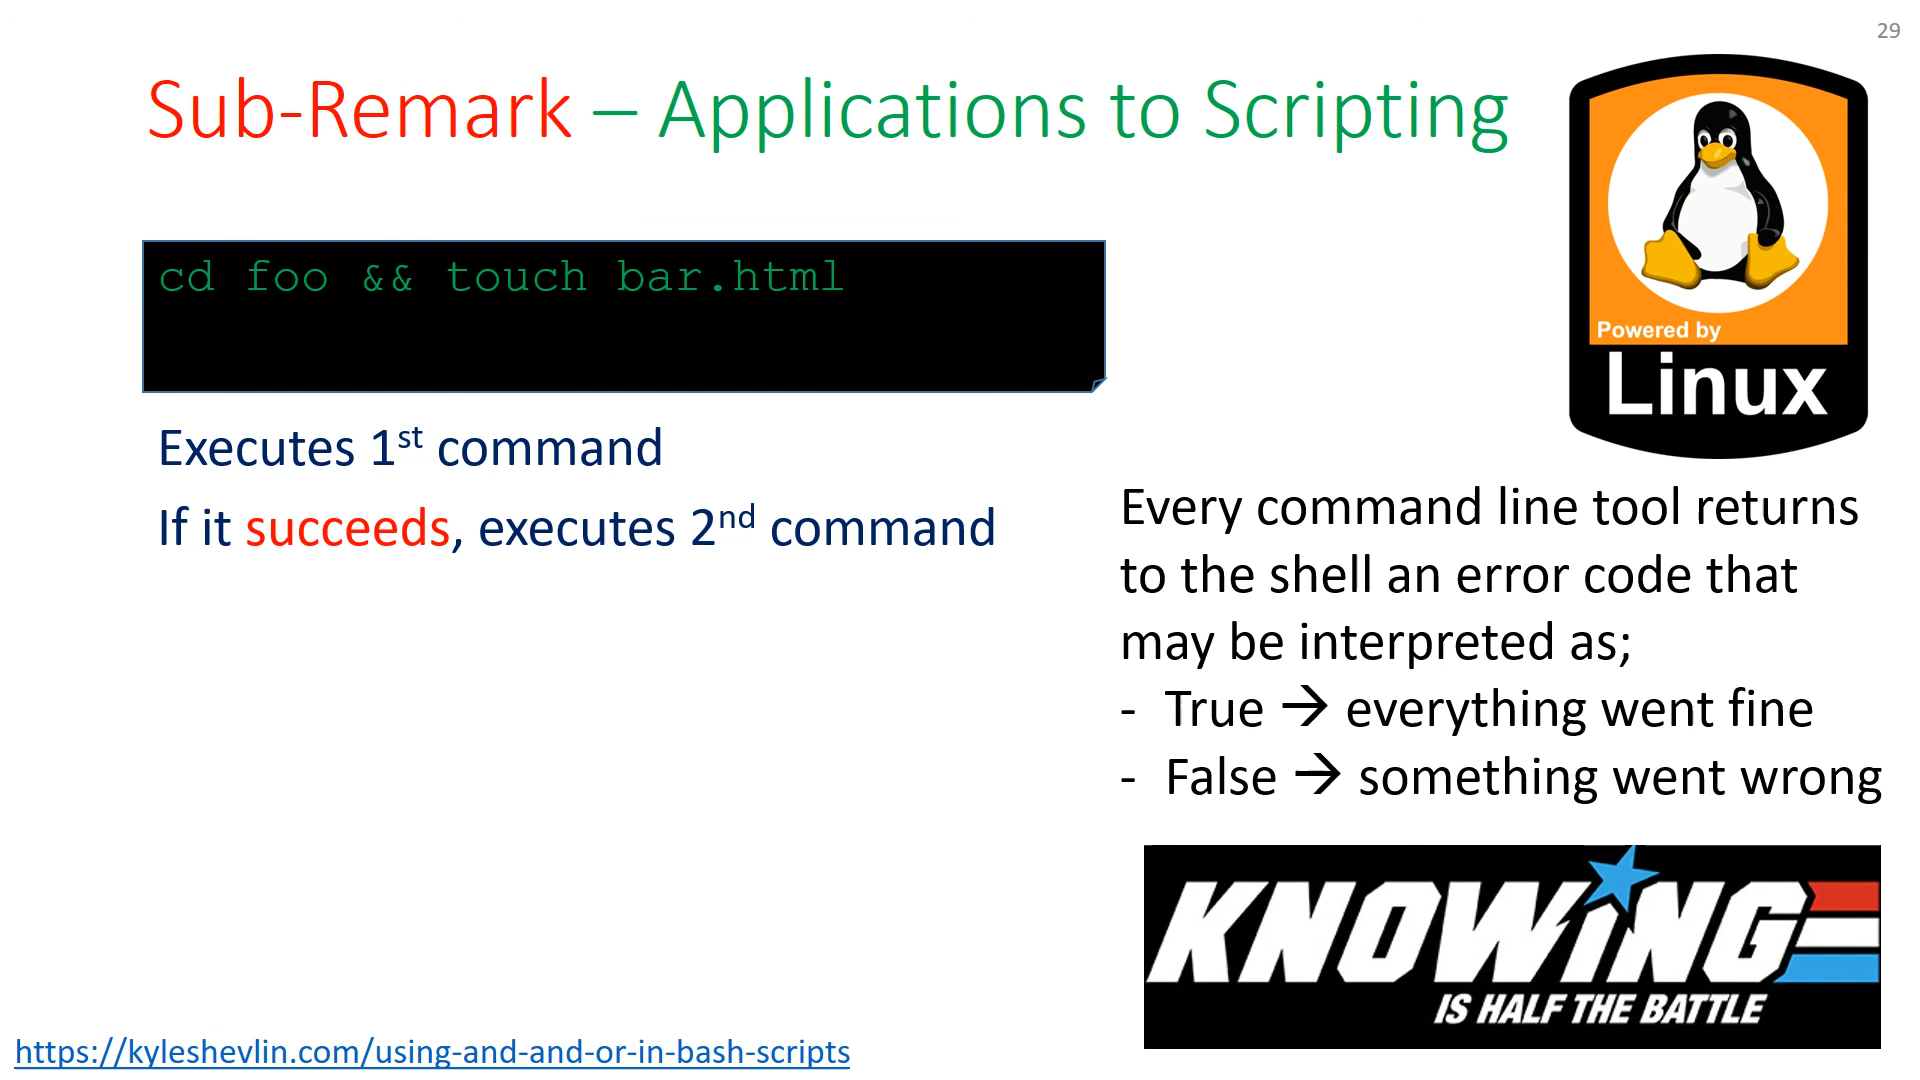 29
Sub-Remark – Applications to Scripting
cd foo && touch bar.html
Executes 1st command
If it succeeds, executes 2nd command
Powered by
Linux
Every command line tool returns
to the shell an error code that
may be interpreted as;
- True → everything went fine
- False → something went wrong
KNOWiNG
IS HALF THE BATTLE
https://kyleshevlin.com/using-and-and-or-in-bash-scripts